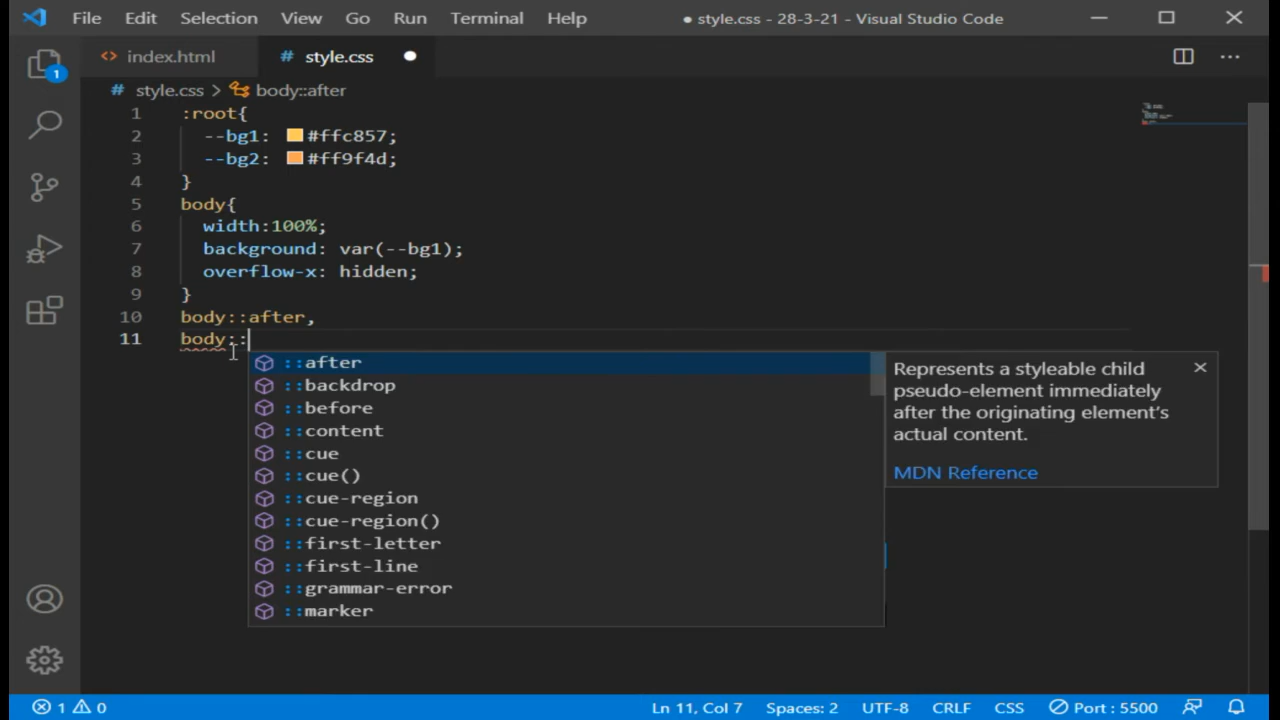 File Edit Selection View Go Run Terminal Help ● style.css - 28-3-21 - Visual Studio Code
1
<> index.html # style.css ●
# style.css > body::after
1 :root{
2 --bg1: #ffc857;
3 --bg2: #ff9f4d;
4 }
5 body{
6 width:100%;
7 background: var(--bg1);
8 overflow-x: hidden;
9 }
10 body::after,
11 body::
::after
::backdrop
::before
::content
::cue
::cue()
::cue-region
::cue-region()
::first-letter
::first-line
::grammar-error
::marker
Represents a styleable child
pseudo-element immediately
after the originating element's
actual content.
MDN Reference
1 0 Ln 11, Col 7 Spaces: 2 UTF-8 CRLF CSS Port : 5500